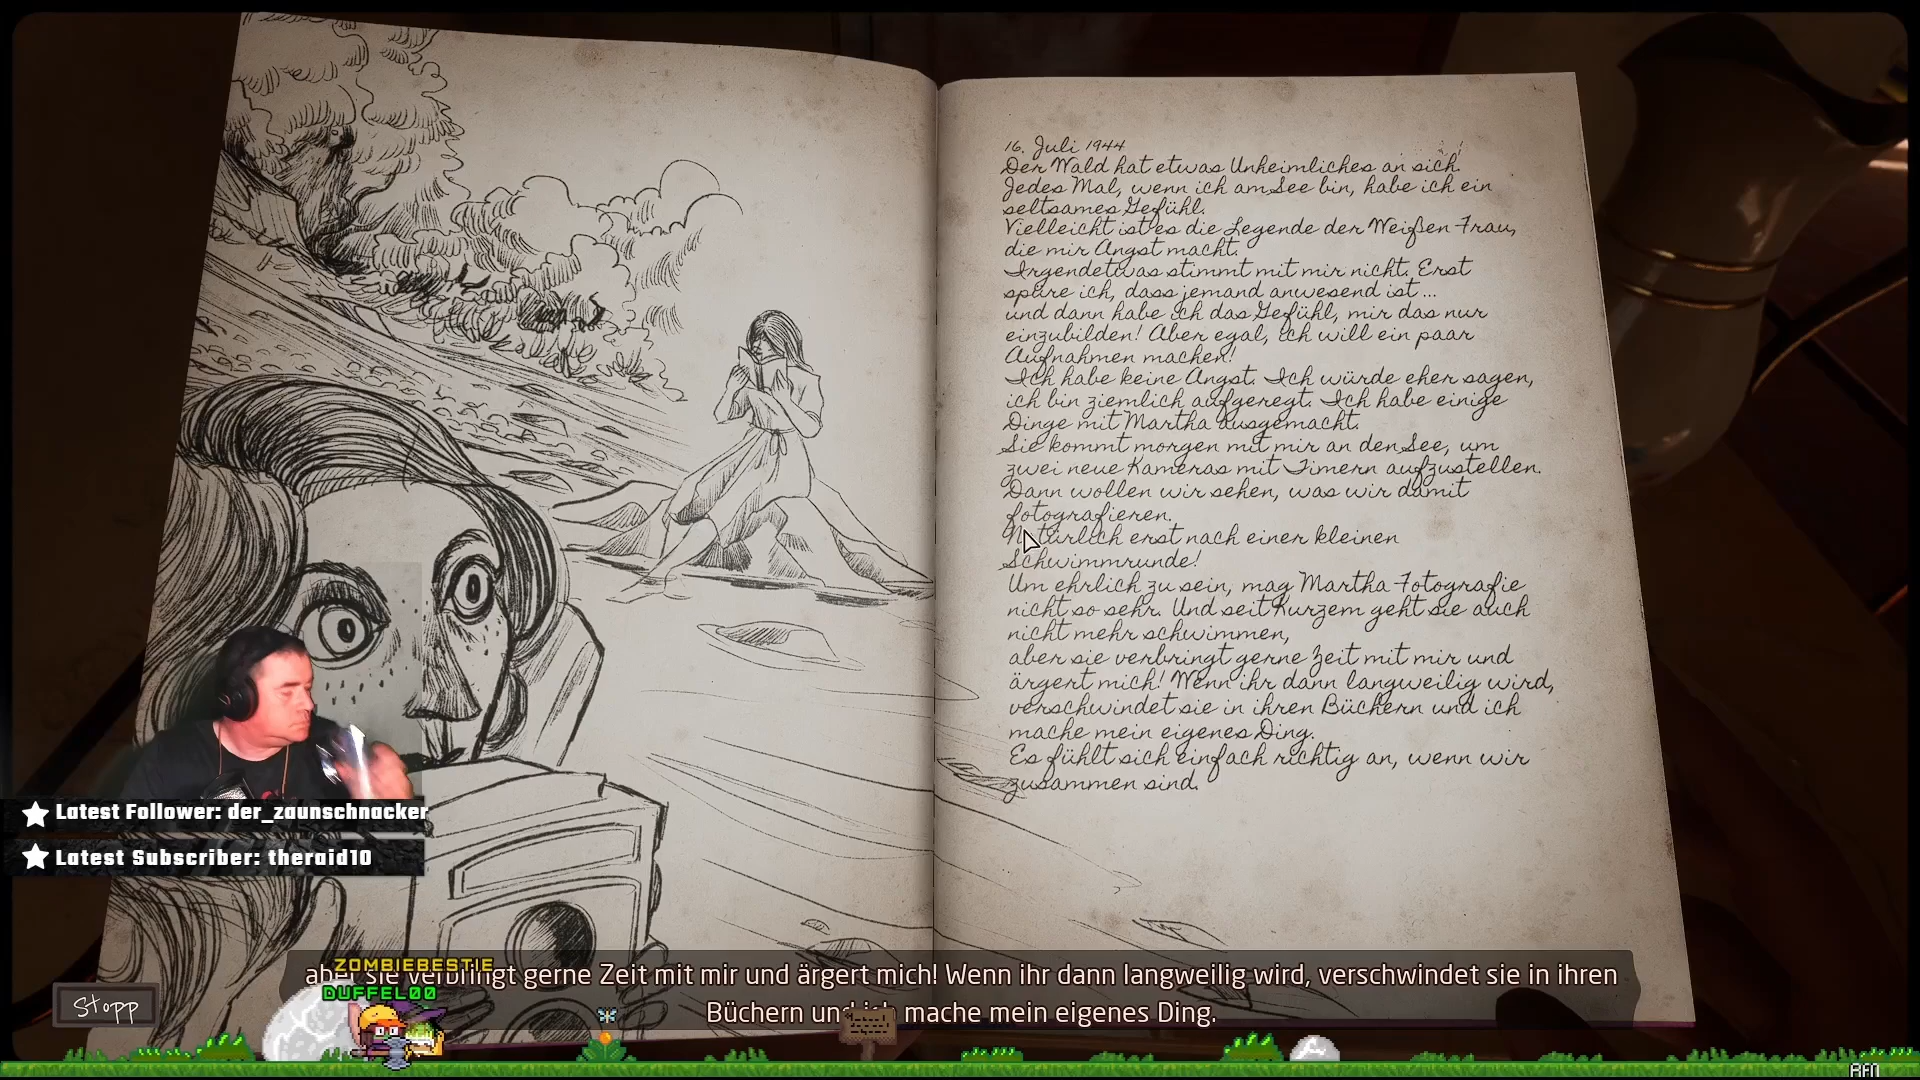 16. Juli 1944
Der Wald hat etwas Unheimliches an sich.
Jedes Mal, wenn ich am See bin, habe ich ein
seltsames Gefühl.
Vielleicht ist es die Legende der Weißen Frau,
die mir Angst macht.
Irgendetwas stimmt mit mir nicht. Erst
spüre ich, dass jemand anwesend ist ...
und dann habe ich das Gefühl, mir das nur
einzubilden! Aber egal, ich will ein paar
Aufnahmen machen!
Ich habe keine Angst. Ich würde eher sagen,
ich bin ziemlich aufgeregt. Ich habe einige
Dinge mit Martha ausgemacht.
Sie kommt morgen mit mir an den See, um
zwei neue Kameras mit Timern aufzustellen.
Dann wollen wir sehen, was wir damit
fotografieren.
Natürlich erst nach einer kleinen
Schwimmrunde!
Um ehrlich zu sein, mag Martha Fotografie
nicht so sehr. Und seit Kurzem geht sie auch
nicht mehr schwimmen,
aber sie verbringt gerne Zeit mit mir und
ärgert mich! Wenn ihr dann langweilig wird,
verschwindet sie in ihren Büchern und ich
mache mein eigenes Ding.
Es fühlt sich einfach richtig an, wenn wir
zusammen sind.
Latest Follower: der_zaunschnacker
Latest Subscriber: theraid10
ZOMBIEBESTIE
DUFFEL00
aber sie verbringt gerne Zeit mit mir und ärgert mich! Wenn ihr dann langweilig wird, verschwindet sie in ihren
Büchern und ich mache mein eigenes Ding.
Stopp